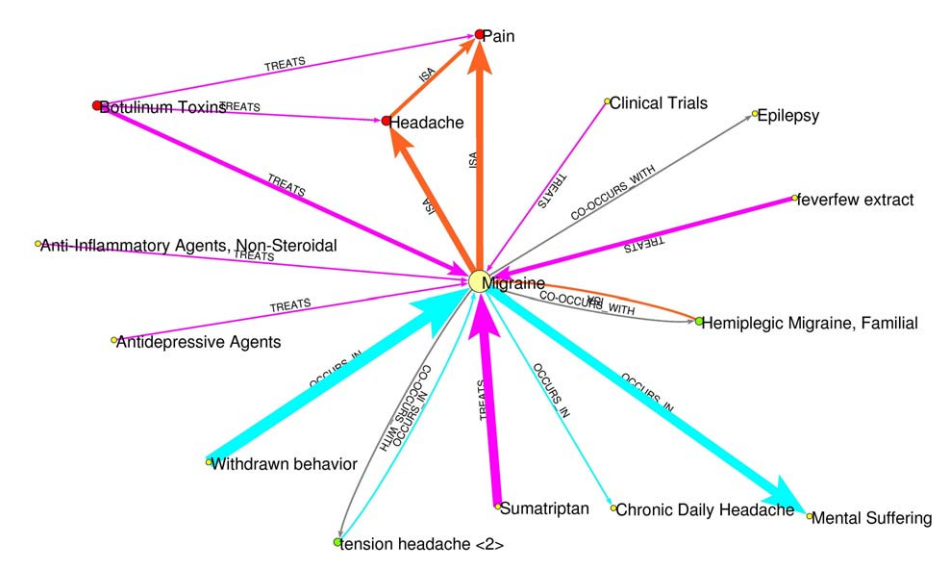 Pain
TREATS
ISA
Botulinum Toxins
TREATS
Headache
Clinical Trials
Epilepsy
ISA
TREATS
ISA
TREATS
CO-OCCURS_WITH
feverfew extract
TREATS
Anti-Inflammatory Agents, Non-Steroidal
TREATS
Migraine
ISA
CO-OCCURS_WITH
TREATS
Hemiplegic Migraine, Familial
Antidepressive Agents
OCCURS_IN
CO-OCCURS_WITH
OCCURS_IN
TREATS
OCCURS_IN
OCCURS_IN
Withdrawn behavior
Sumatriptan
Chronic Daily Headache
Mental Suffering
tension headache <2>